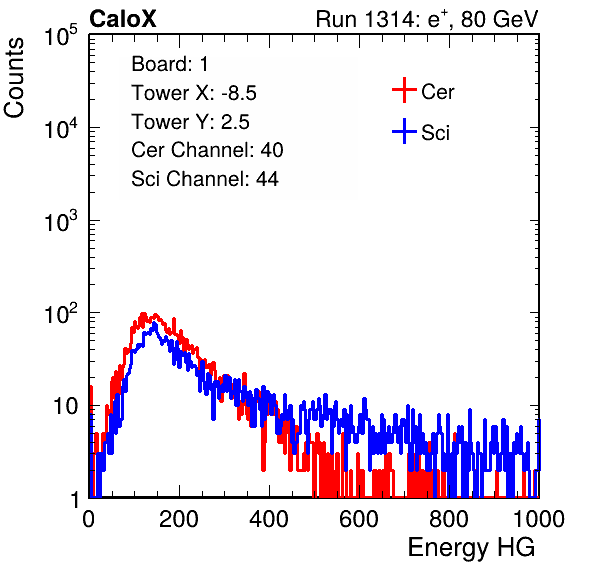 CaloX Run 1314: e⁺, 80 GeV
Counts
Board: 1
Tower X: -8.5
Tower Y: 2.5
Cer Channel: 40
Sci Channel: 44
Cer
Sci
10⁵
10⁴
10³
10²
10
1
0 200 400 600 800 1000
Energy HG